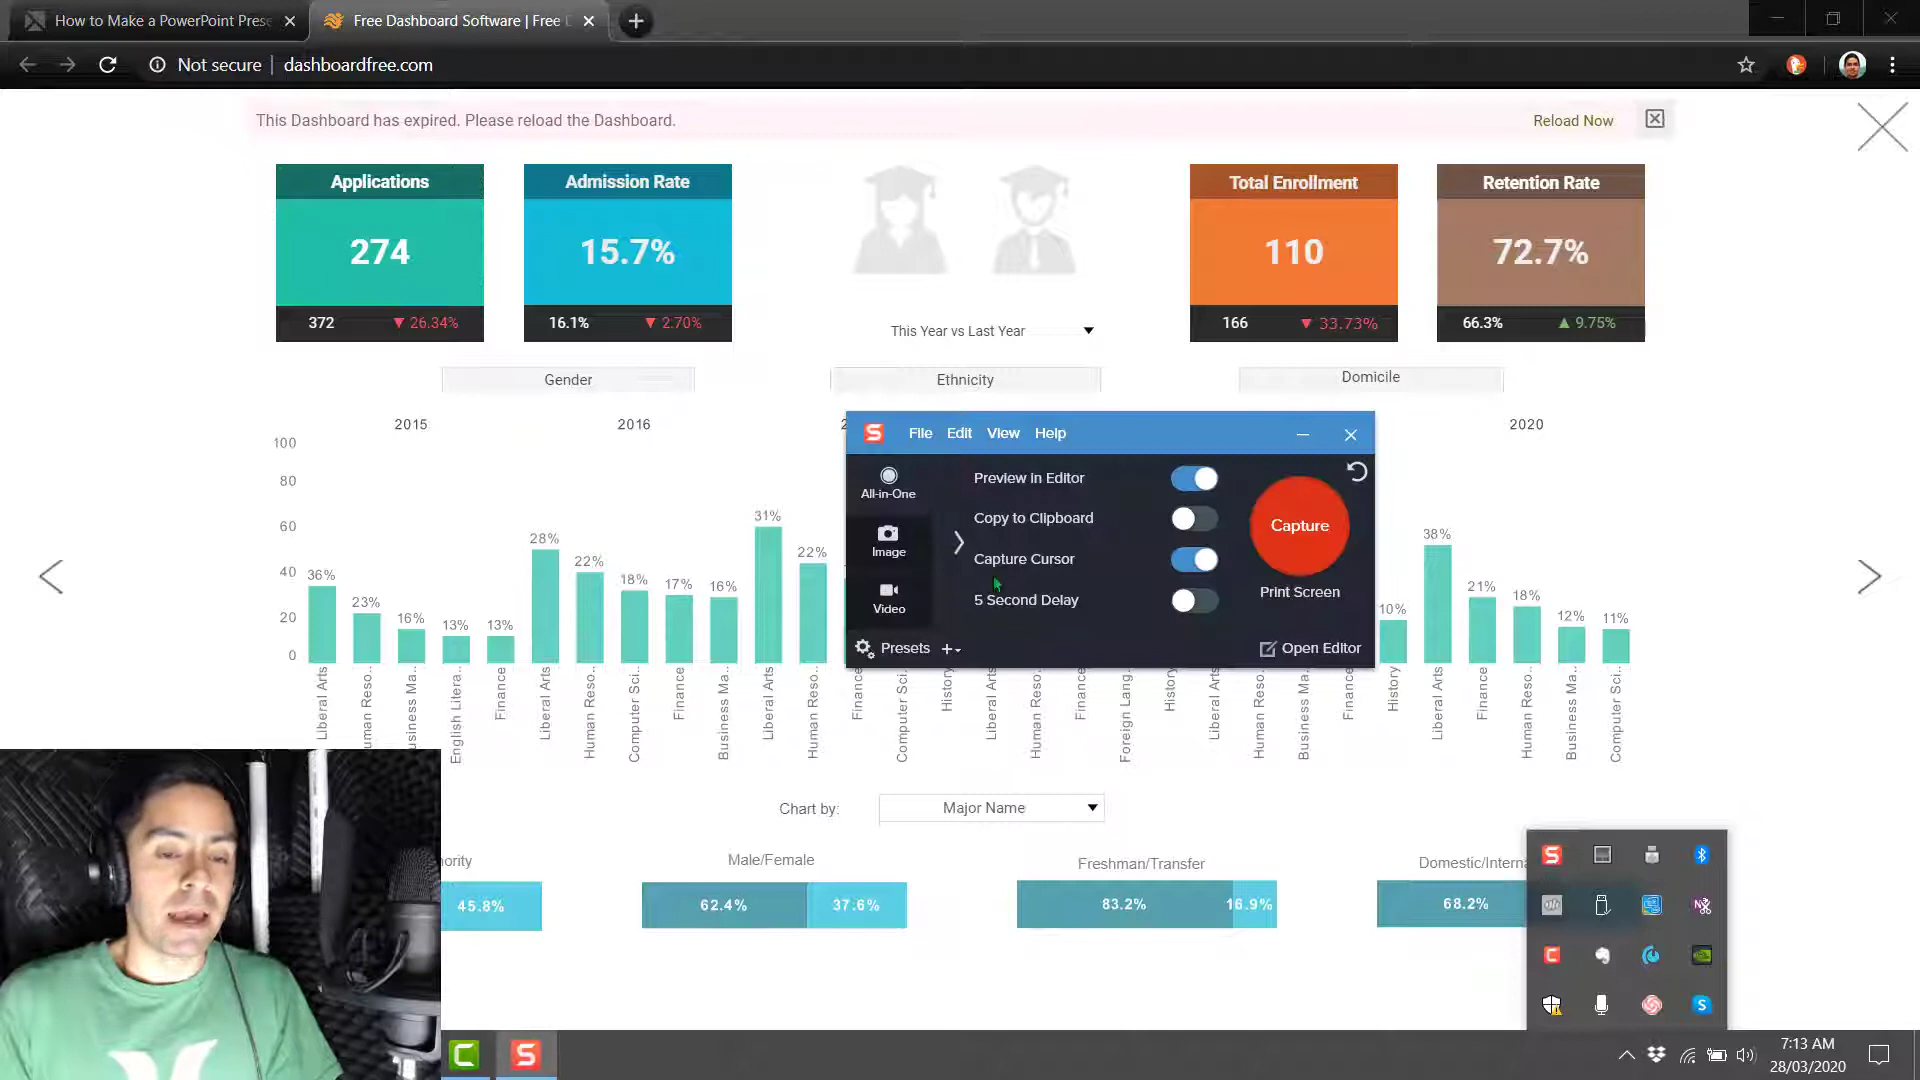 How to Make a PowerPoint Pres
Free Dashboard Software | Free D
Not secure | dashboardfree.com
This Dashboard has expired. Please reload the Dashboard.
Reload Now
Applications
274
372 ▼ 26.34%
Admission Rate
15.7%
16.1% ▼ 2.70%
This Year vs Last Year
Total Enrollment
110
166 ▼ 33.73%
Retention Rate
72.7%
66.3% ▲ 9.75%
Gender
Ethnicity
Domicile
2015
2016
2020
100
80
60
40
20
0
36%
23%
16%
13%
13%
28%
22%
18%
17%
16%
31%
22%
10%
38%
21%
18%
12%
11%
File Edit View Help
All-in-One
Image
Video
Preview in Editor
Copy to Clipboard
Capture Cursor
5 Second Delay
Capture
Print Screen
Presets
Open Editor
Liberal Arts
uman Reso..
usiness Ma..
English Litera..
Finance
Liberal Arts
Human Reso..
Computer Sci..
Finance
Business Ma..
Liberal Arts
Human Reso..
Finance
Computer Sci..
History
Liberal Arts
Human Reso..
Finance
Foreign Lang..
History
Liberal Arts
Human Reso..
Business Ma..
Finance
History
Liberal Arts
Finance
Human Reso..
Business Ma..
Computer Sci..
Chart by:
Major Name
ority
45.8%
Male/Female
62.4%
37.6%
Freshman/Transfer
83.2%
16.9%
Domestic/Interna
68.2%
7:13 AM
28/03/2020